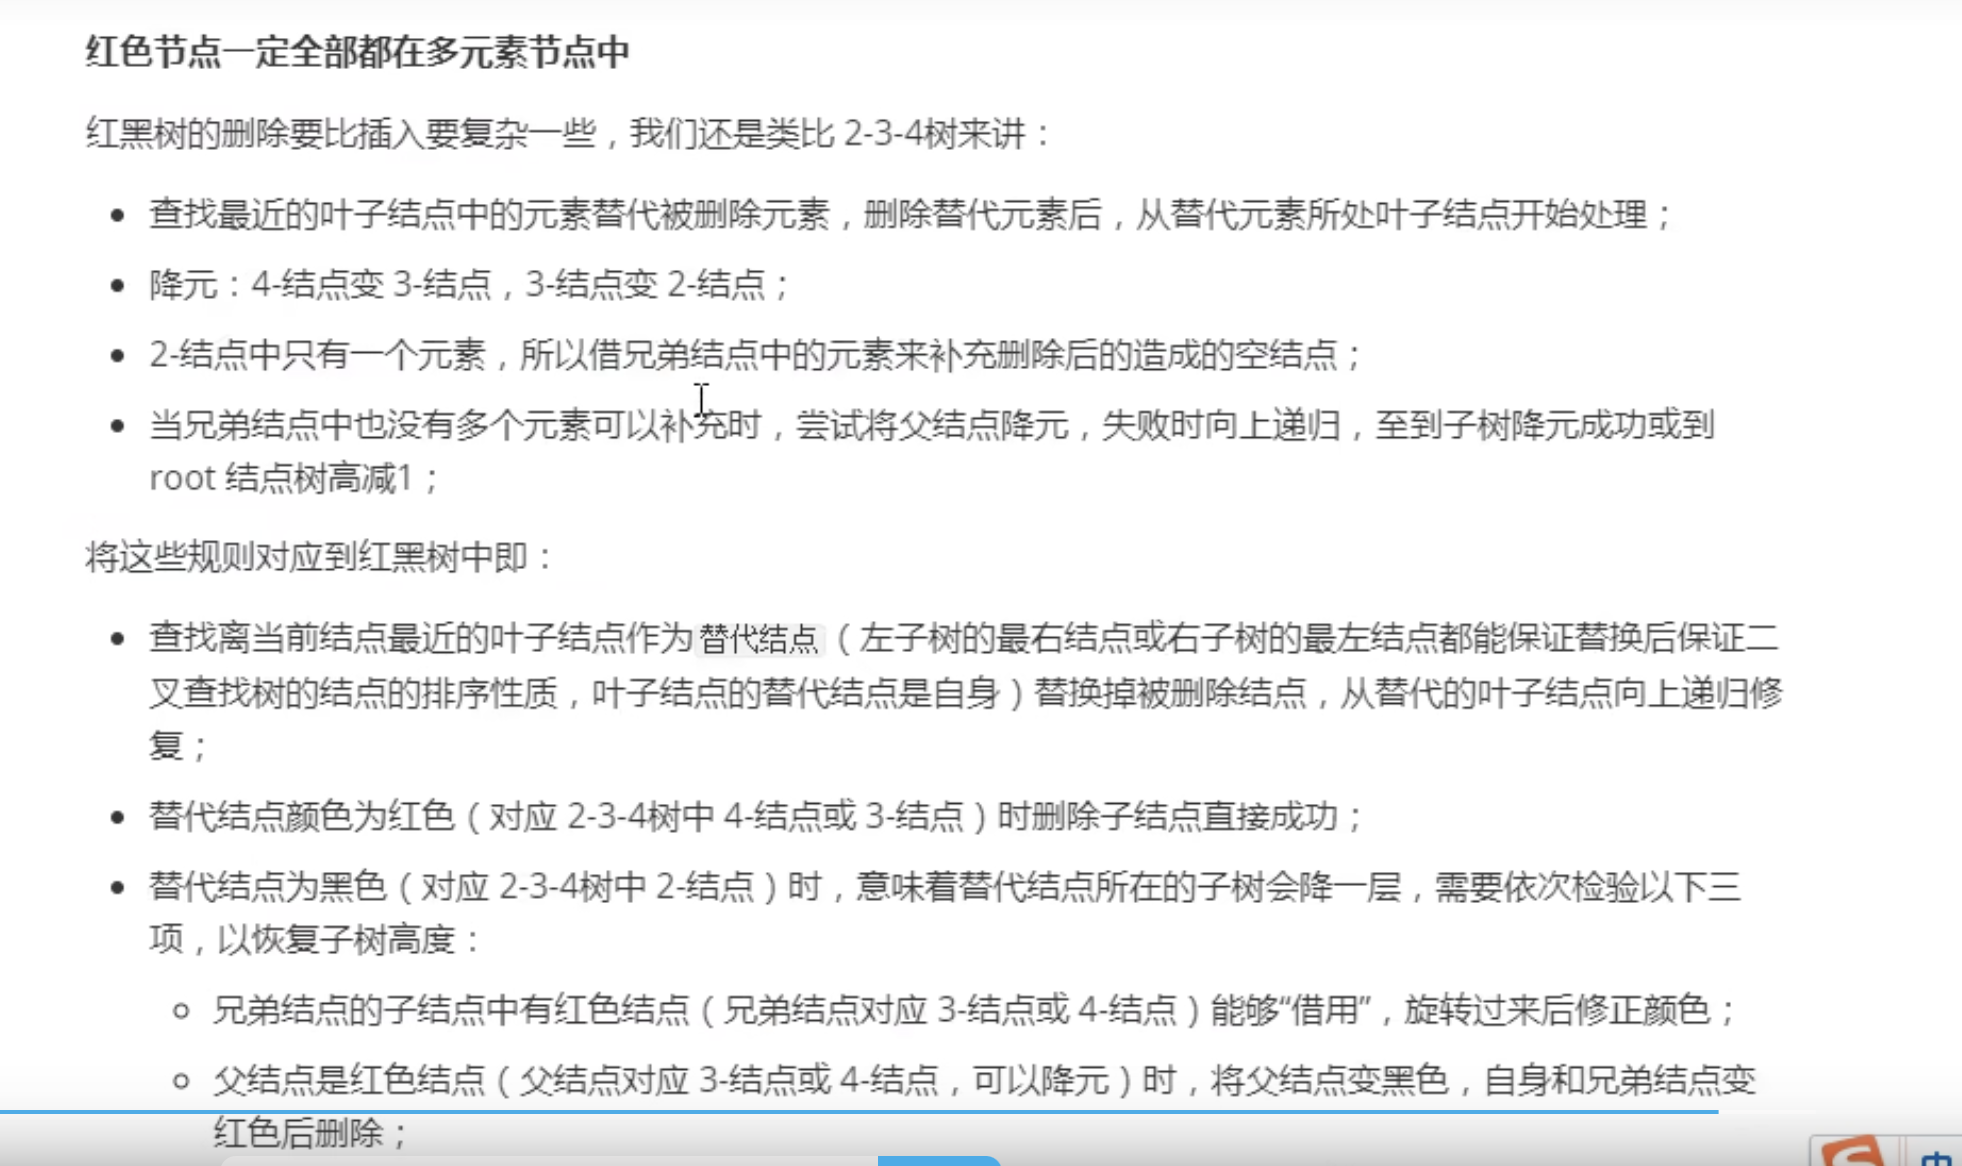 红色节点一定全部都在多元素节点中
红黑树的删除要比插入要复杂一些，我们还是类比 2-3-4树来讲：
• 查找最近的叶子结点中的元素替代被删除元素，删除替代元素后，从替代元素所处叶子结点开始处理；
• 降元：4-结点变 3-结点，3-结点变 2-结点；
• 2-结点中只有一个元素，所以借兄弟结点中的元素来补充删除后的造成的空结点；
• 当兄弟结点中也没有多个元素可以补充时，尝试将父结点降元，失败时向上递归，至到子树降元成功或到
root 结点树高减1；
将这些规则对应到红黑树中即：
• 查找离当前结点最近的叶子结点作为 替代结点（左子树的最右结点或右子树的最左结点都能保证替换后保证二
叉查找树的结点的排序性质，叶子结点的替代结点是自身）替换掉被删除结点，从替代的叶子结点向上递归修
复；
• 替代结点颜色为红色（对应 2-3-4树中 4-结点或 3-结点）时删除子结点直接成功；
• 替代结点为黑色（对应 2-3-4树中 2-结点）时，意味着替代结点所在的子树会降一层，需要依次检验以下三
项，以恢复子树高度：
○ 兄弟结点的子结点中有红色结点（兄弟结点对应 3-结点或 4-结点）能够“借用”，旋转过来后修正颜色；
○ 父结点是红色结点（父结点对应 3-结点或 4-结点，可以降元）时，将父结点变黑色，自身和兄弟结点变
红色后删除；
中